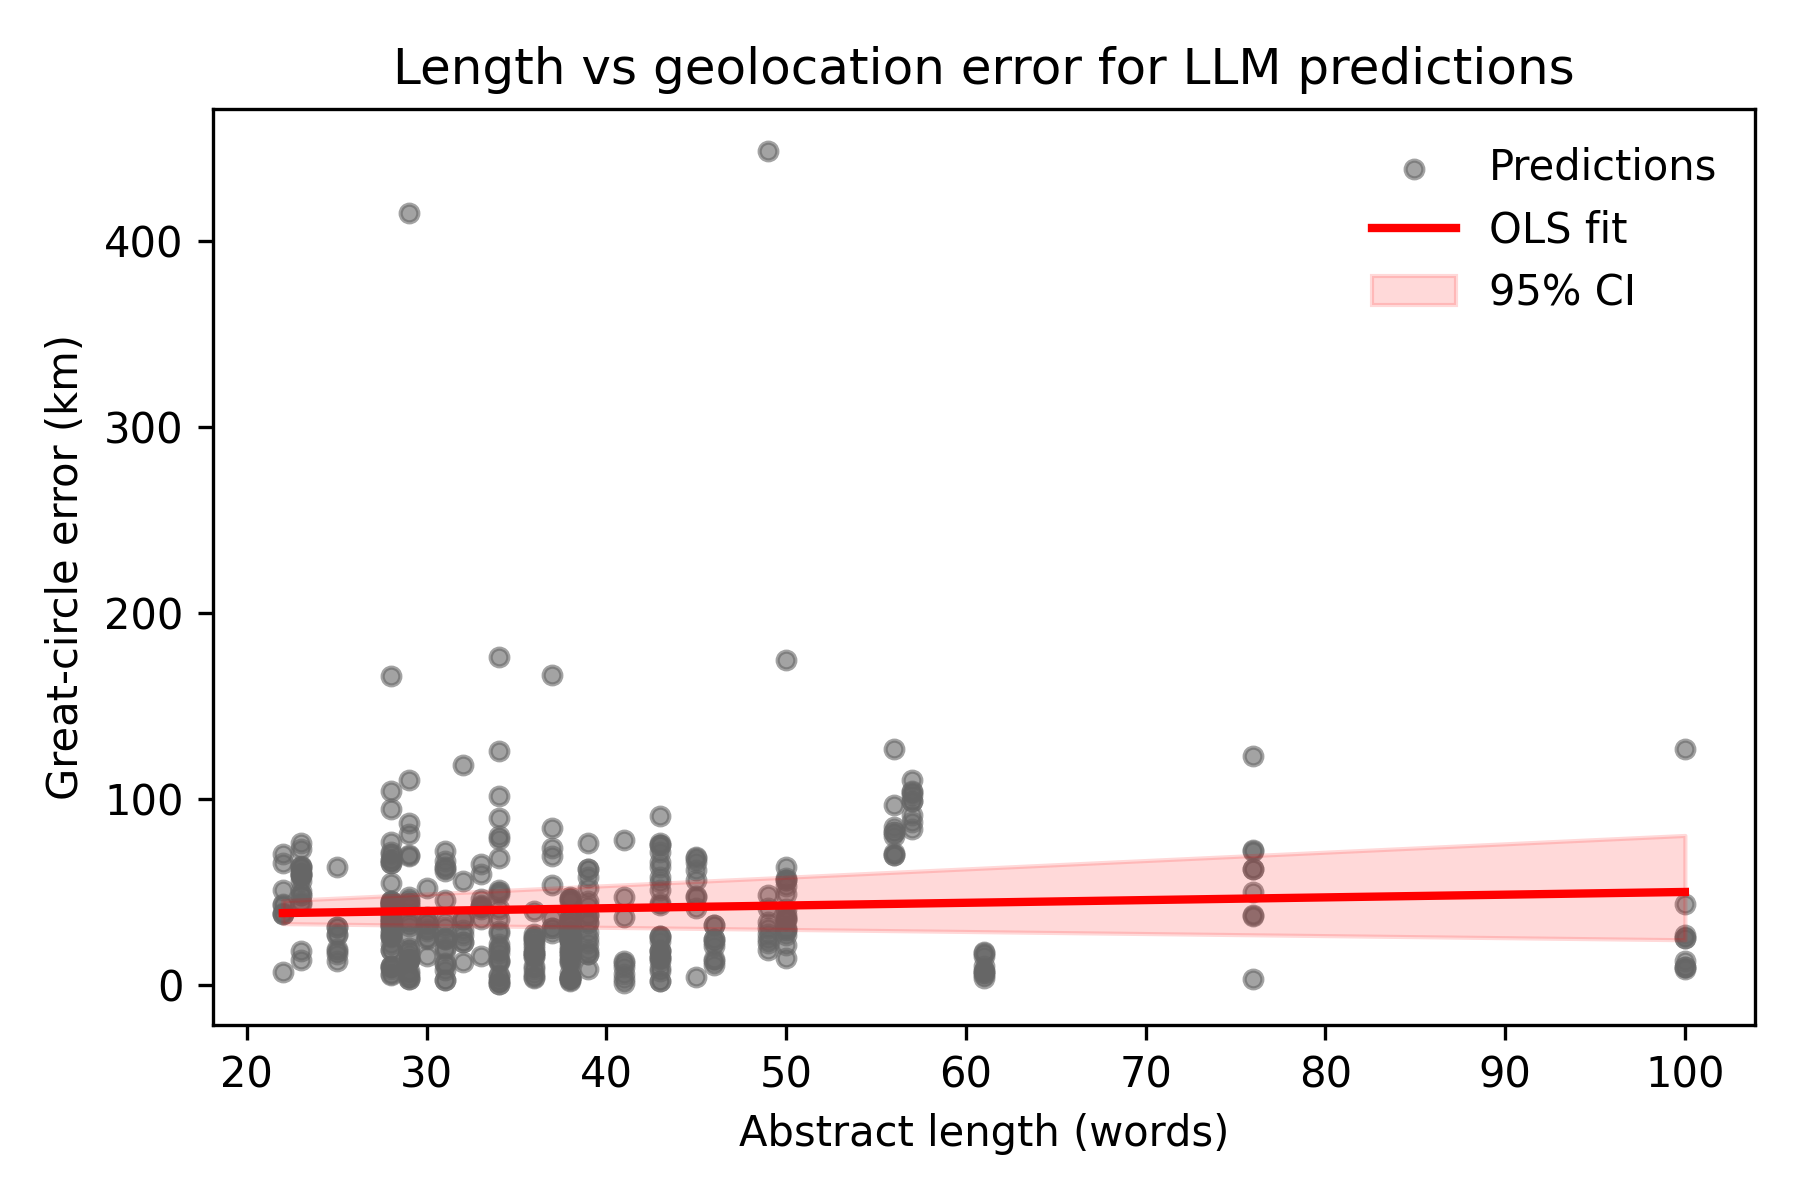 Length vs geolocation error for LLM predictions
Predictions
OLS fit
95% CI
Great-circle error (km)
400
300
200
100
0
20 30 40 50 60 70 80 90 100
Abstract length (words)